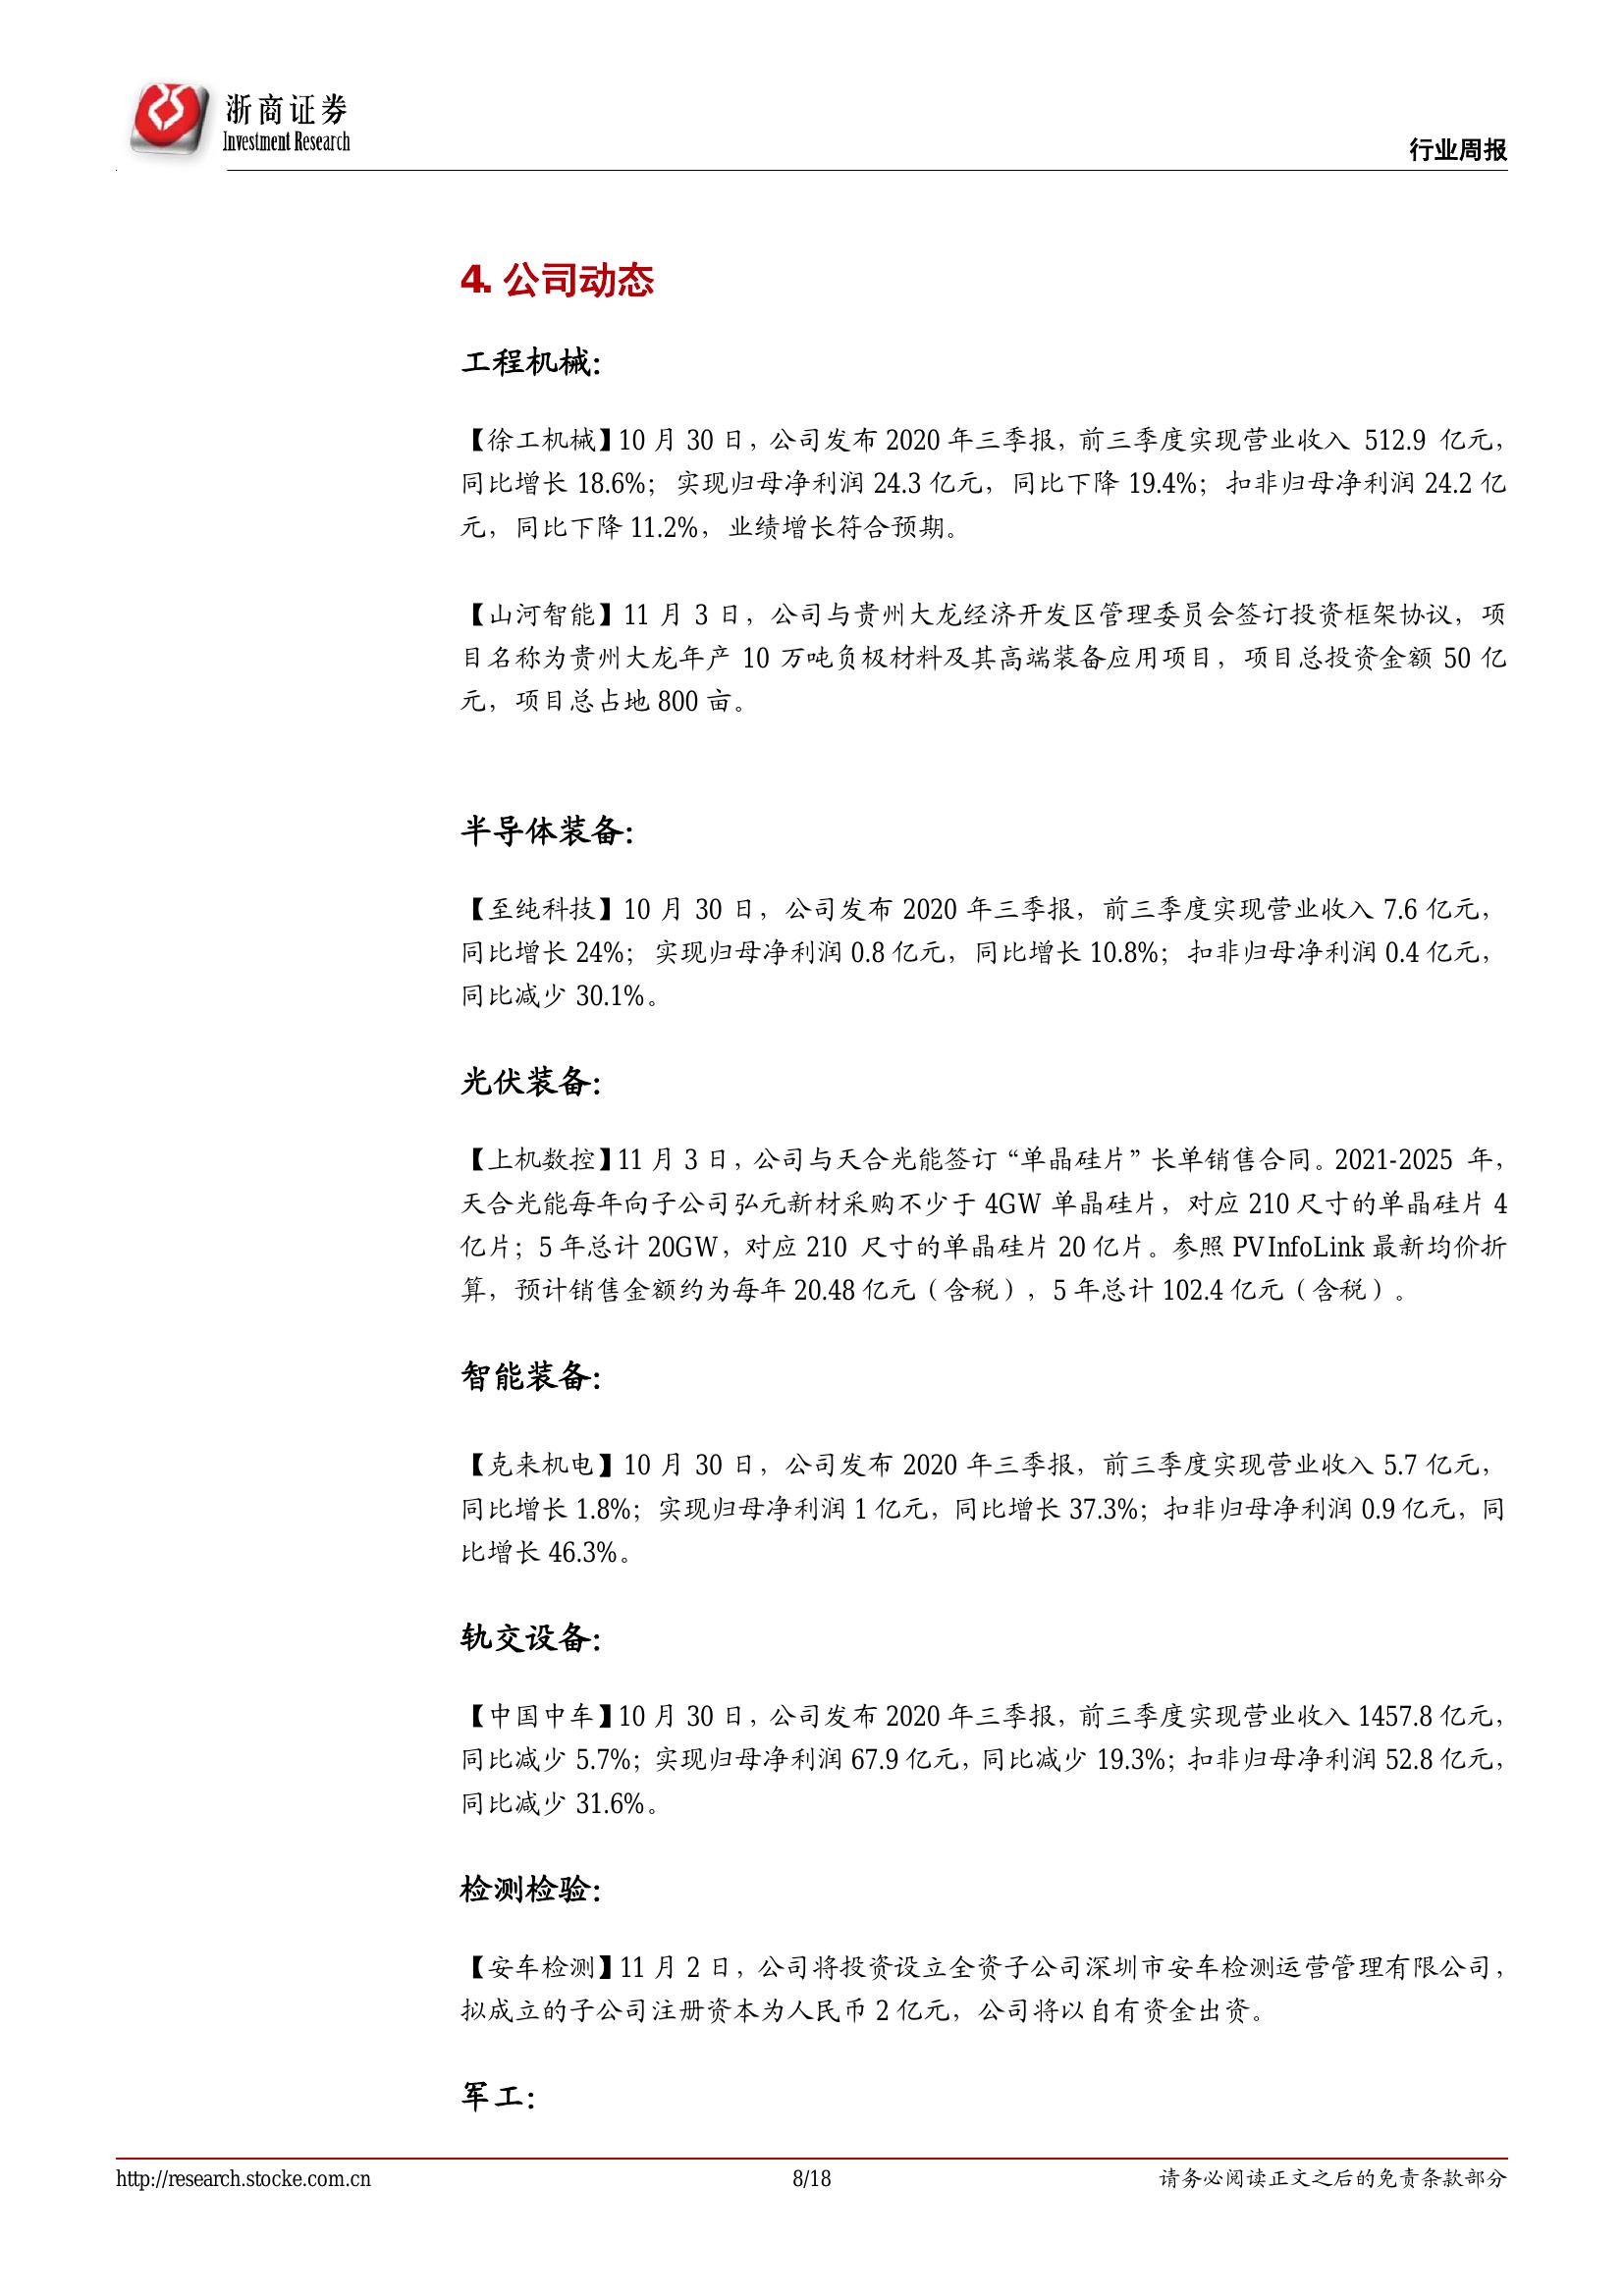 浙商证券
Investment Research
行业周报
4. 公司动态
工程机械：
【徐工机械】10 月 30 日，公司发布 2020 年三季报，前三季度实现营业收入 512.9 亿元，
同比增长 18.6%；实现归母净利润 24.3 亿元，同比下降 19.4%；扣非归母净利润 24.2 亿
元，同比下降 11.2%，业绩增长符合预期。
【山河智能】11 月 3 日，公司与贵州大龙经济开发区管理委员会签订投资框架协议，项
目名称为贵州大龙年产 10 万吨负极材料及其高端装备应用项目，项目总投资金额 50 亿
元，项目总占地 800 亩。
半导体装备：
【至纯科技】10 月 30 日，公司发布 2020 年三季报，前三季度实现营业收入 7.6 亿元，
同比增长 24%；实现归母净利润 0.8 亿元，同比增长 10.8%；扣非归母净利润 0.4 亿元，
同比减少 30.1%。
光伏装备：
【上机数控】11 月 3 日，公司与天合光能签订“单晶硅片”长单销售合同。2021-2025 年，
天合光能每年向子公司弘元新材采购不少于 4GW 单晶硅片，对应 210 尺寸的单晶硅片 4
亿片；5 年总计 20GW，对应 210 尺寸的单晶硅片 20 亿片。参照 PVInfoLink 最新均价折
算，预计销售金额约为每年 20.48 亿元（含税），5 年总计 102.4 亿元（含税）。
智能装备：
【克来机电】10 月 30 日，公司发布 2020 年三季报，前三季度实现营业收入 5.7 亿元，
同比增长 1.8%；实现归母净利润 1 亿元，同比增长 37.3%；扣非归母净利润 0.9 亿元，同
比增长 46.3%。
轨交设备：
【中国中车】10 月 30 日，公司发布 2020 年三季报，前三季度实现营业收入 1457.8 亿元，
同比减少 5.7%；实现归母净利润 67.9 亿元，同比减少 19.3%；扣非归母净利润 52.8 亿元，
同比减少 31.6%。
检测检验：
【安车检测】11 月 2 日，公司将投资设立全资子公司深圳市安车检测运营管理有限公司，
拟成立的子公司注册资本为人民币 2 亿元，公司将以自有资金出资。
军工：
http://research.stocke.com.cn
8/18
请务必阅读正文之后的免责条款部分